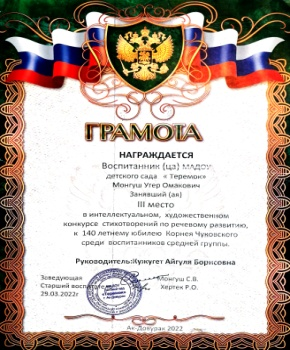 ГРАМОТА
НАГРАЖДАЕТСЯ
Воспитанник (ца) МАДОУ
детского сада « Теремок»
Монгуш Угер Омакович
Занявший (ая)
III место
в интеллектуальном, художественном
конкурсе стихотворений по речевому развитию,
к 140 летнему юбилею Корнея Чуковского
среди воспитанников средней группы.
Руководитель:Кужугет Айгуля Борисовна
Заведующая Монгуш С.В.
Старший воспитатель Хертек Р.О.
29.03.2022г
Ак-Довурак 2022